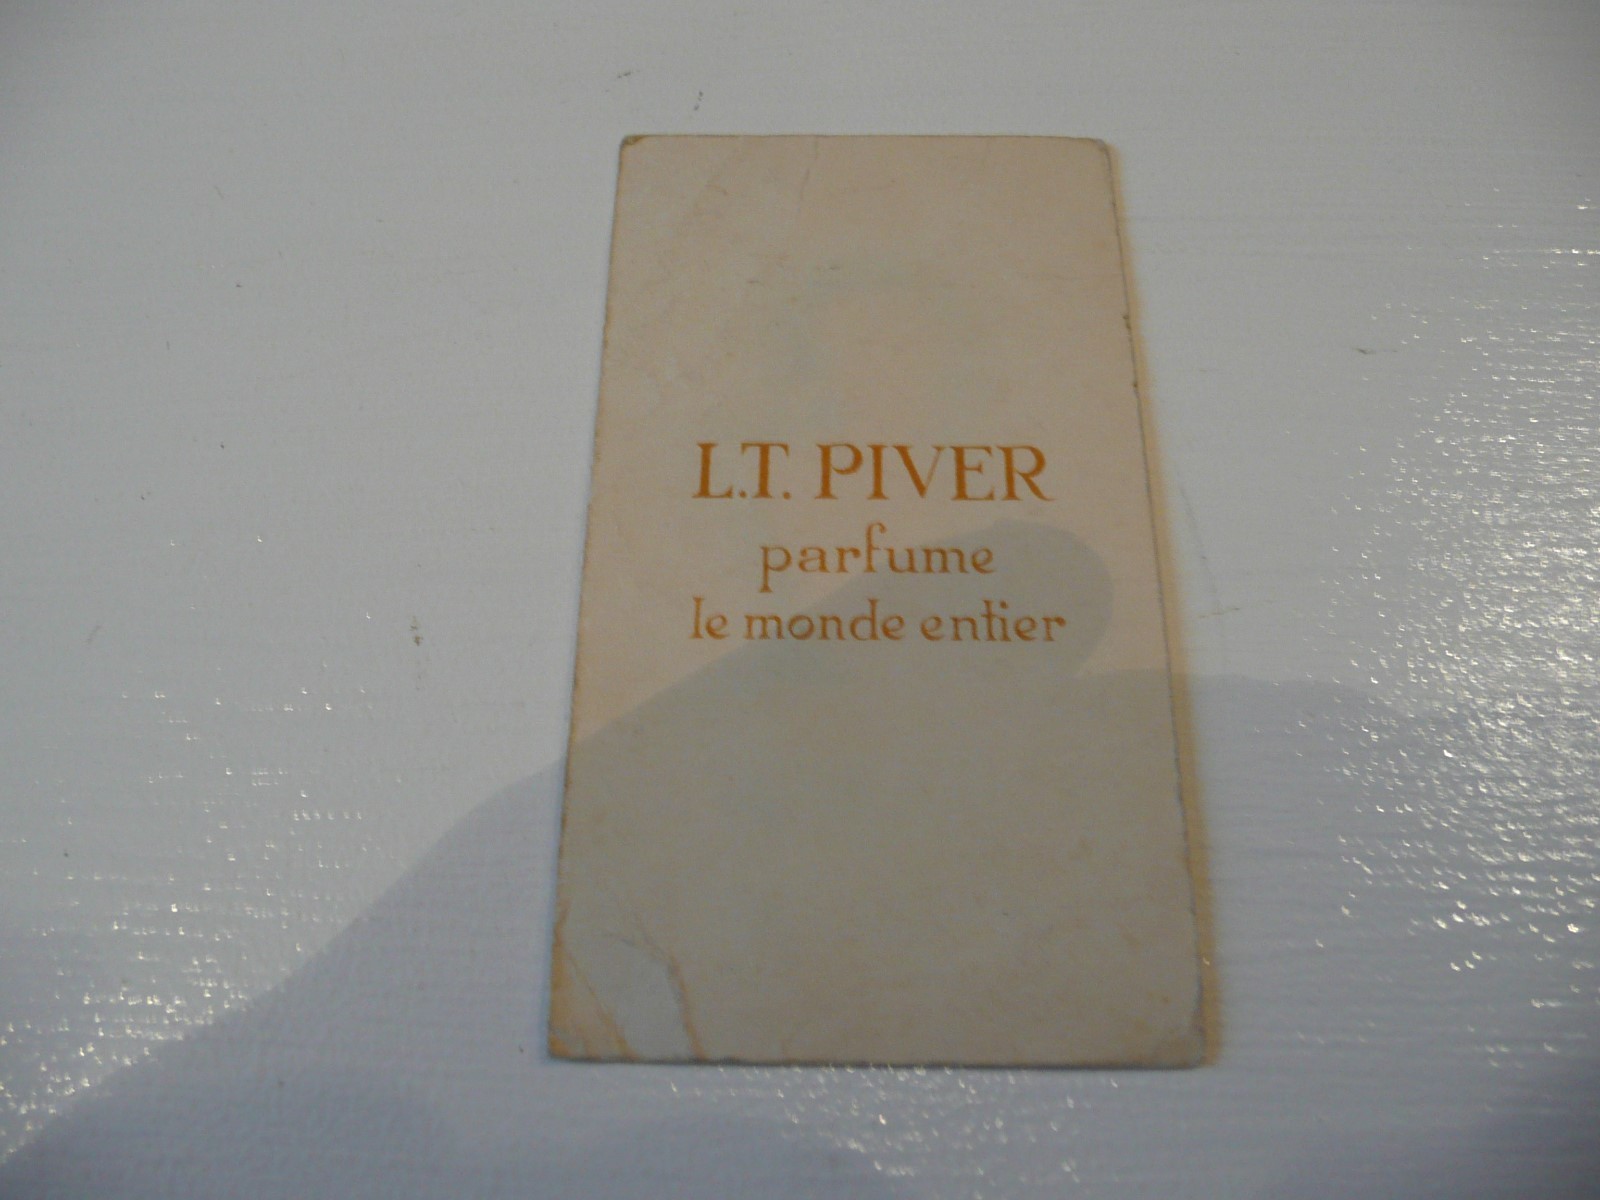 L.T. PIVER
parfume
le monde entier